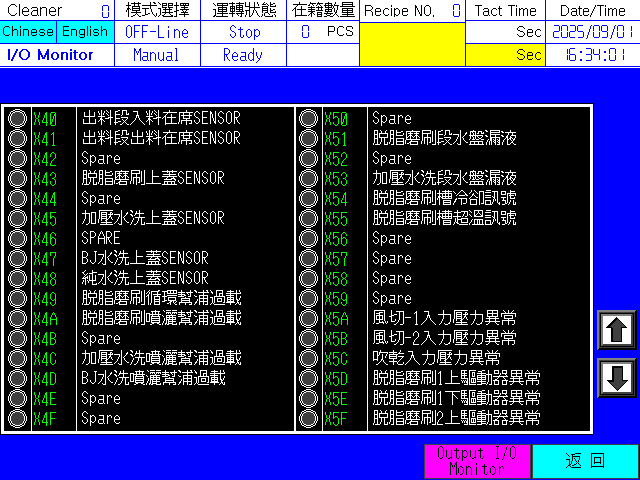 Cleaner 0 模式選擇 運轉狀態 在籍數量 Recipe NO. 0 Tact Time Date/Time
Chinese English OFF-Line Stop 0 PCS Sec 2025/09/01
I/O Monitor Manual Ready Sec 16:34:01
X40 出料段入料在席SENSOR X50 Spare
X41 出料段出料在席SENSOR X51 脫脂磨刷段水盤漏液
X42 Spare X52 Spare
X43 脫脂磨刷上蓋SENSOR X53 加壓水洗段水盤漏液
X44 Spare X54 脫脂磨刷槽冷卻訊號
X45 加壓水洗上蓋SENSOR X55 脫脂磨刷槽超溫訊號
X46 SPARE X56 Spare
X47 BJ水洗上蓋SENSOR X57 Spare
X48 純水洗上蓋SENSOR X58 Spare
X49 脫脂磨刷循環幫浦過載 X59 Spare
X4A 脫脂磨刷噴灑幫浦過載 X5A 風切-1入力壓力異常
X4B Spare X5B 風切-2入力壓力異常
X4C 加壓水洗噴灑幫浦過載 X5C 吹乾入力壓力異常
X4D BJ水洗噴灑幫浦過載 X5D 脫脂磨刷1上驅動器異常
X4E Spare X5E 脫脂磨刷1下驅動器異常
X4F Spare X5F 脫脂磨刷2上驅動器異常
Output I/O
Monitor
返 回